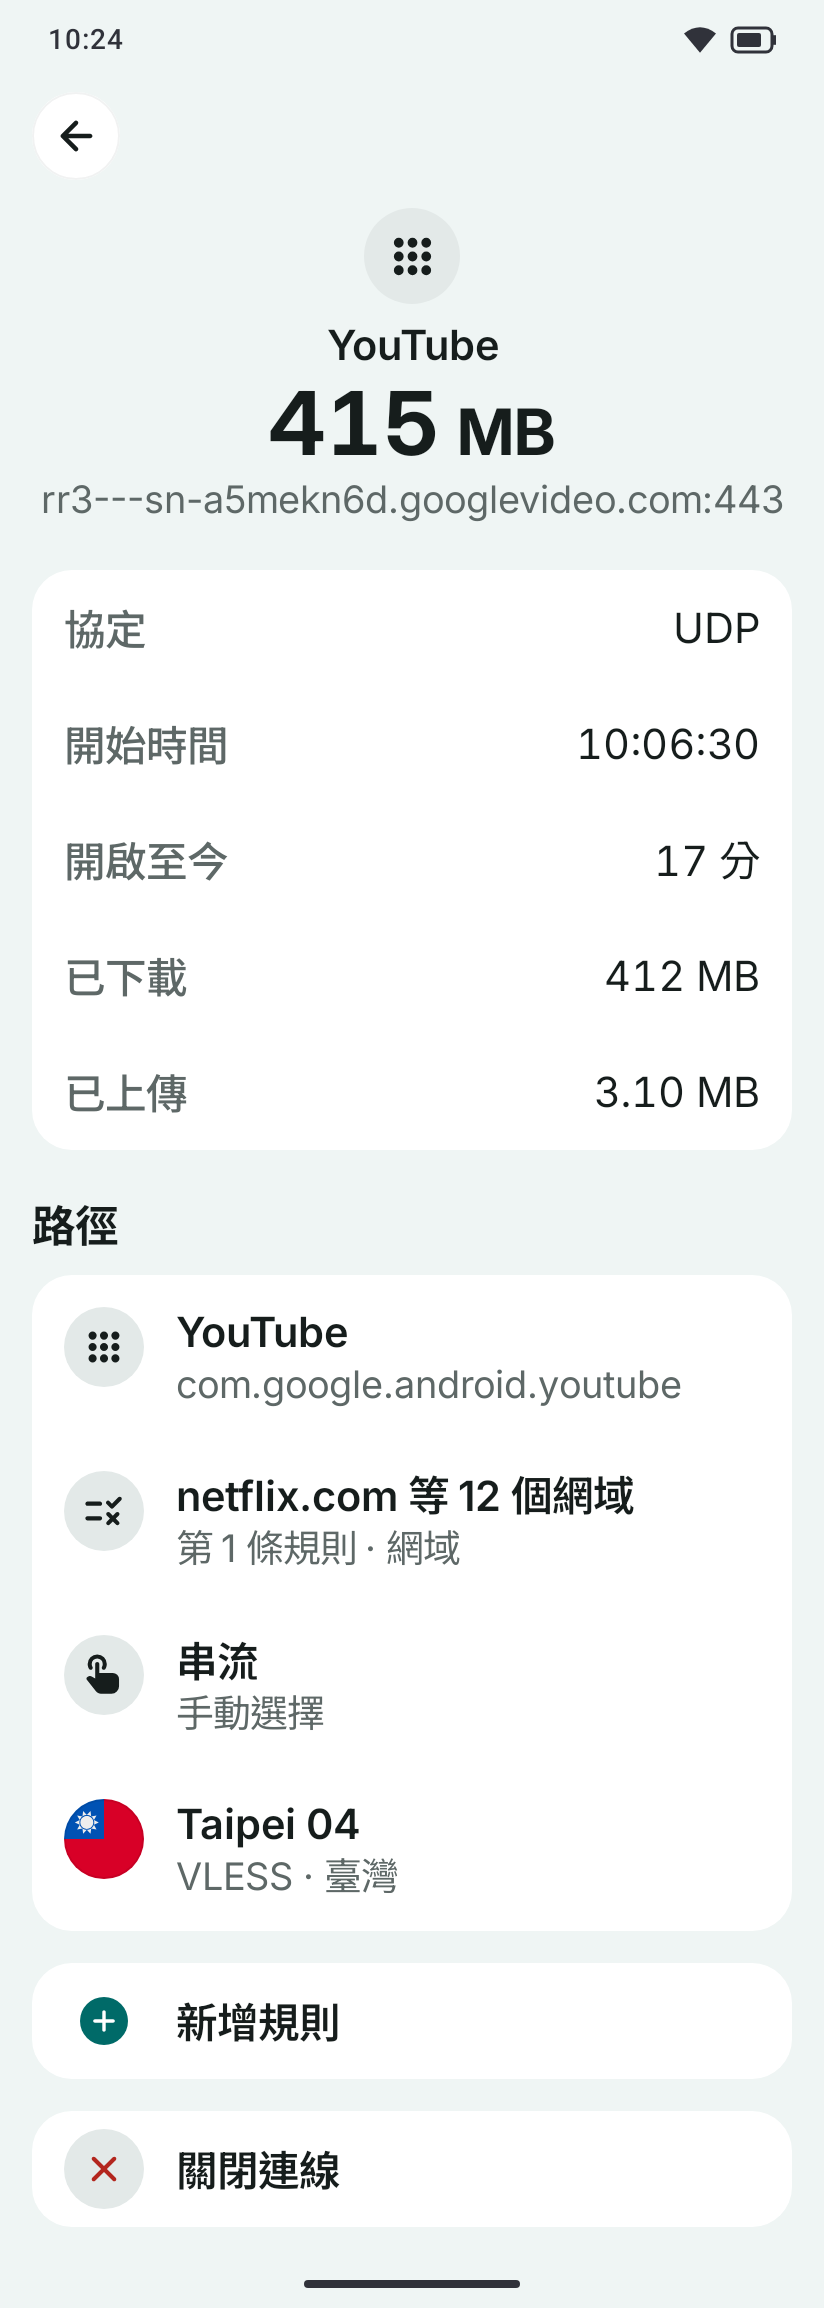 10:24
YouTube
415 MB
rr3---sn-a5mekn6d.googlevideo.com:443
協定 UDP
開始時間 10:06:30
開啟至今 17 分
已下載 412 MB
已上傳 3.10 MB
路徑
YouTube
com.google.android.youtube
netflix.com 等 12 個網域
第 1 條規則 · 網域
串流
手動選擇
Taipei 04
VLESS · 臺灣
新增規則
關閉連線